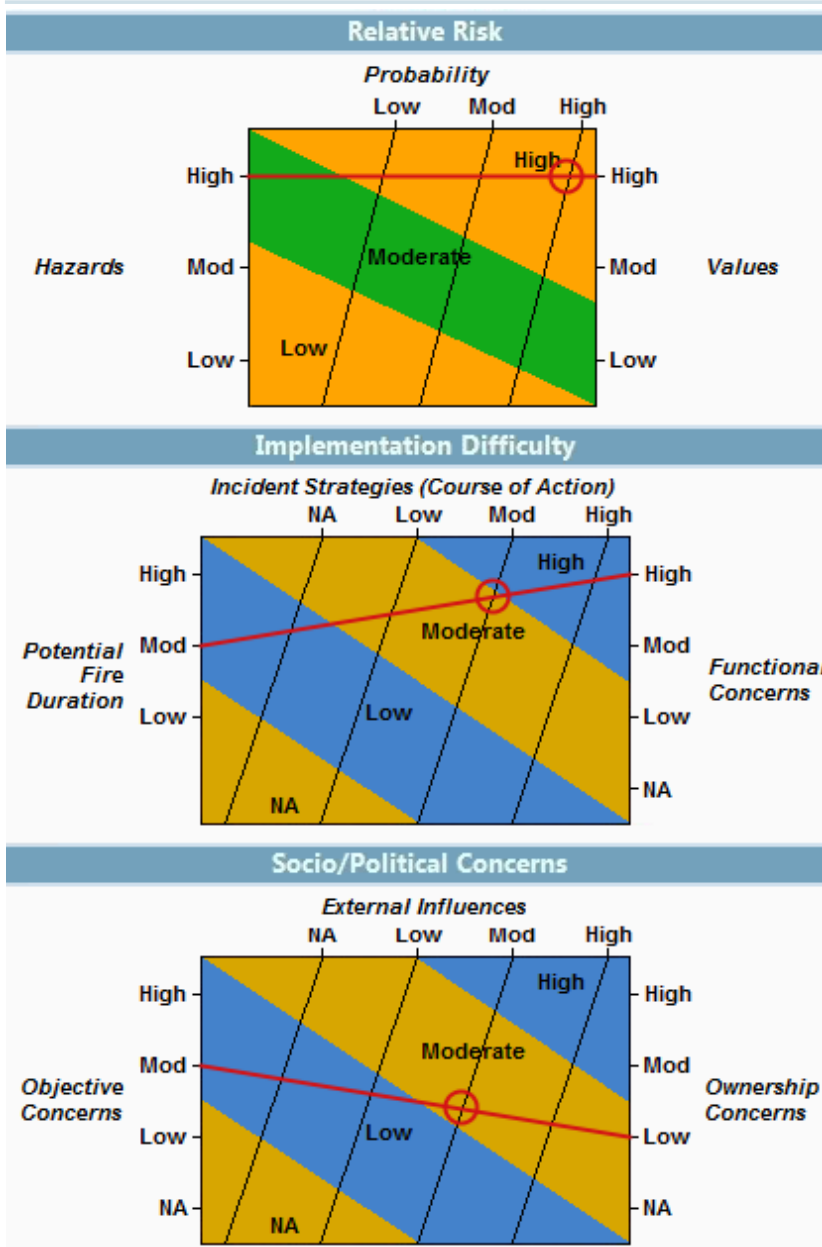 Relative Risk
Probability
Low Mod High
High
High High
Moderate
Hazards Mod Mod Values
Low
Low Low
Implementation Difficulty
Incident Strategies (Course of Action)
NA Low Mod High
High High High
Moderate
Potential Fire Duration Mod Mod Functional Concerns
Low Low Low
NA
NA
Socio/Political Concerns
External Influences
NA Low Mod High
High High High
Moderate
Mod Mod
Objective Concerns Ownership Concerns
Low Low Low
NA NA
NA